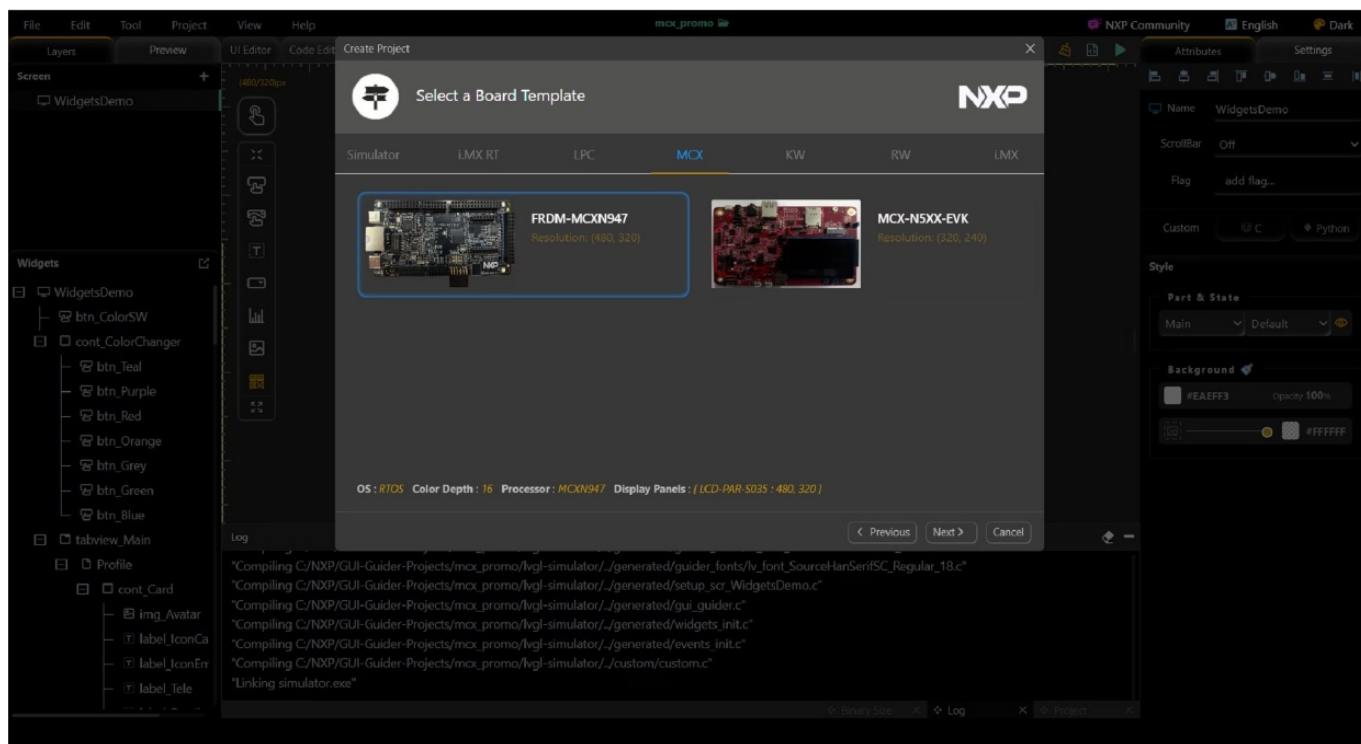 File Edit Tool Project View Help mcx_promo NXP Community English Dark
Layers Preview UI Editor Code Edit Create Project Attributes Settings
Screen
WidgetsDemo
(480/320)px
Select a Board Template
NXP
Name WidgetsDemo
ScrollBar Off
Flag add flag...
Custom C Python
Simulator i.MX RT LPC MCX KW RW i.MX
FRDM-MCXN947
Resolution: (480, 320)
MCX-N5XX-EVK
Resolution: (320, 240)
Widgets
WidgetsDemo
btn_ColorSW
cont_ColorChanger
btn_Teal
btn_Purple
btn_Red
btn_Orange
btn_Grey
btn_Green
btn_Blue
tabview_Main
Profile
cont_Card
img_Avatar
label_IconCa
label_IconEm
label_Tele
Style
Part & State
Main Default
Background
#EAEFF3 Opacity 100%
#FFFFFF
OS : RTOS Color Depth : 16 Processor : MCXN947 Display Panels : [ LCD-PAR-S035 : 480, 320 ]
< Previous Next > Cancel
Log
"Compiling C:/NXP/GUI-Guider-Projects/mcx_promo/lvgl-simulator/../generated/guider_fonts/lv_font_SourceHanSerifSC_Regular_18.c"
"Compiling C:/NXP/GUI-Guider-Projects/mcx_promo/lvgl-simulator/../generated/setup_scr_WidgetsDemo.c"
"Compiling C:/NXP/GUI-Guider-Projects/mcx_promo/lvgl-simulator/../generated/gui_guider.c"
"Compiling C:/NXP/GUI-Guider-Projects/mcx_promo/lvgl-simulator/../generated/widgets_init.c"
"Compiling C:/NXP/GUI-Guider-Projects/mcx_promo/lvgl-simulator/../generated/events_init.c"
"Compiling C:/NXP/GUI-Guider-Projects/mcx_promo/lvgl-simulator/../custom/custom.c"
"Linking simulator.exe"
Binary Size Log Project